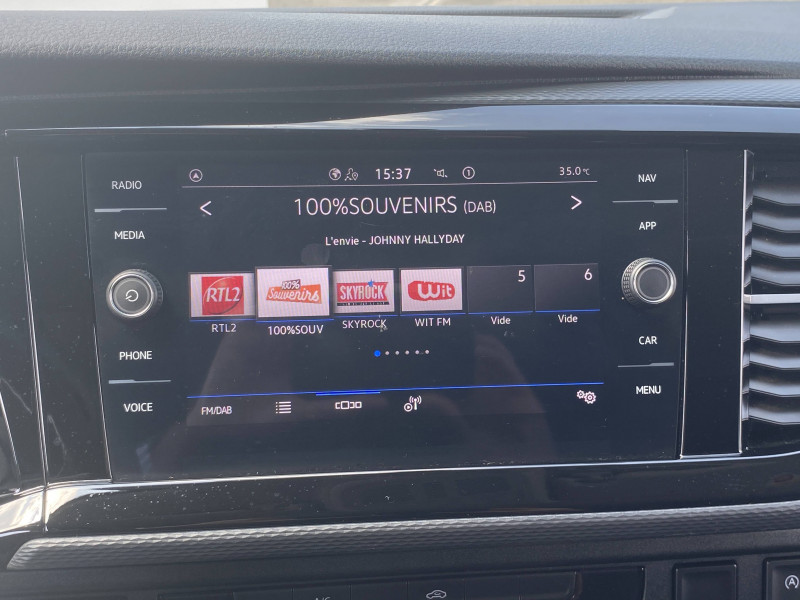 RADIO
MEDIA
PHONE
VOICE
15:37
1
35.0°C
100%SOUVENIRS (DAB)
L'envie - JOHNNY HALLYDAY
RTL2
100% Souvenirs
SKYROCK
Wit
5
6
RTL2
100%SOUV
SKYROCK
WIT FM
Vide
Vide
FM/DAB
NAV
APP
CAR
MENU
A/C
A